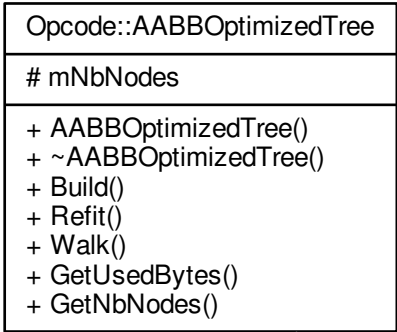 Opcode::AABBOptimizedTree
# mNbNodes
+ AABBOptimizedTree()
+ ~AABBOptimizedTree()
+ Build()
+ Refit()
+ Walk()
+ GetUsedBytes()
+ GetNbNodes()